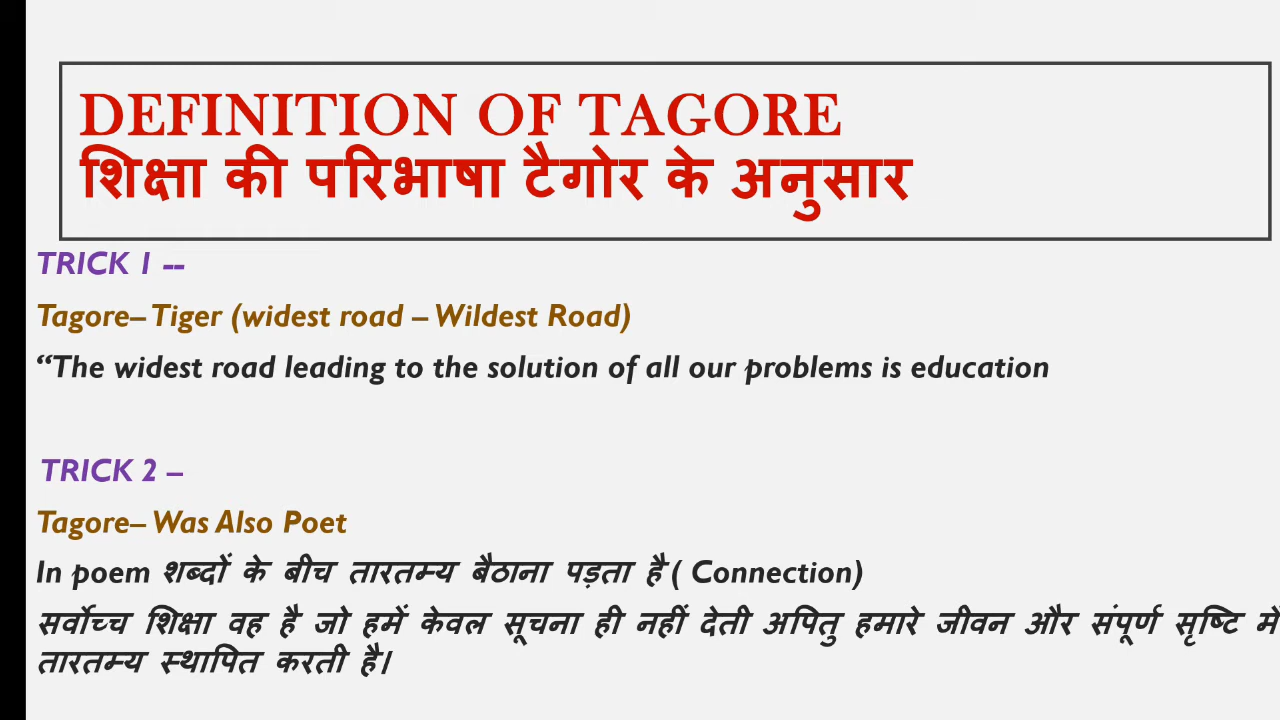 DEFINITION OF TAGORE
शिक्षा की परिभाषा टैगोर के अनुसार
TRICK 1 --
Tagore– Tiger (widest road – Wildest Road)
“The widest road leading to the solution of all our problems is education
TRICK 2 –
Tagore– Was Also Poet
In poem शब्दों के बीच तारतम्य बैठाना पड़ता है ( Connection)
सर्वोच्च शिक्षा वह है जो हमें केवल सूचना ही नहीं देती अपितु हमारे जीवन और संपूर्ण सृष्टि में
तारतम्य स्थापित करती है।